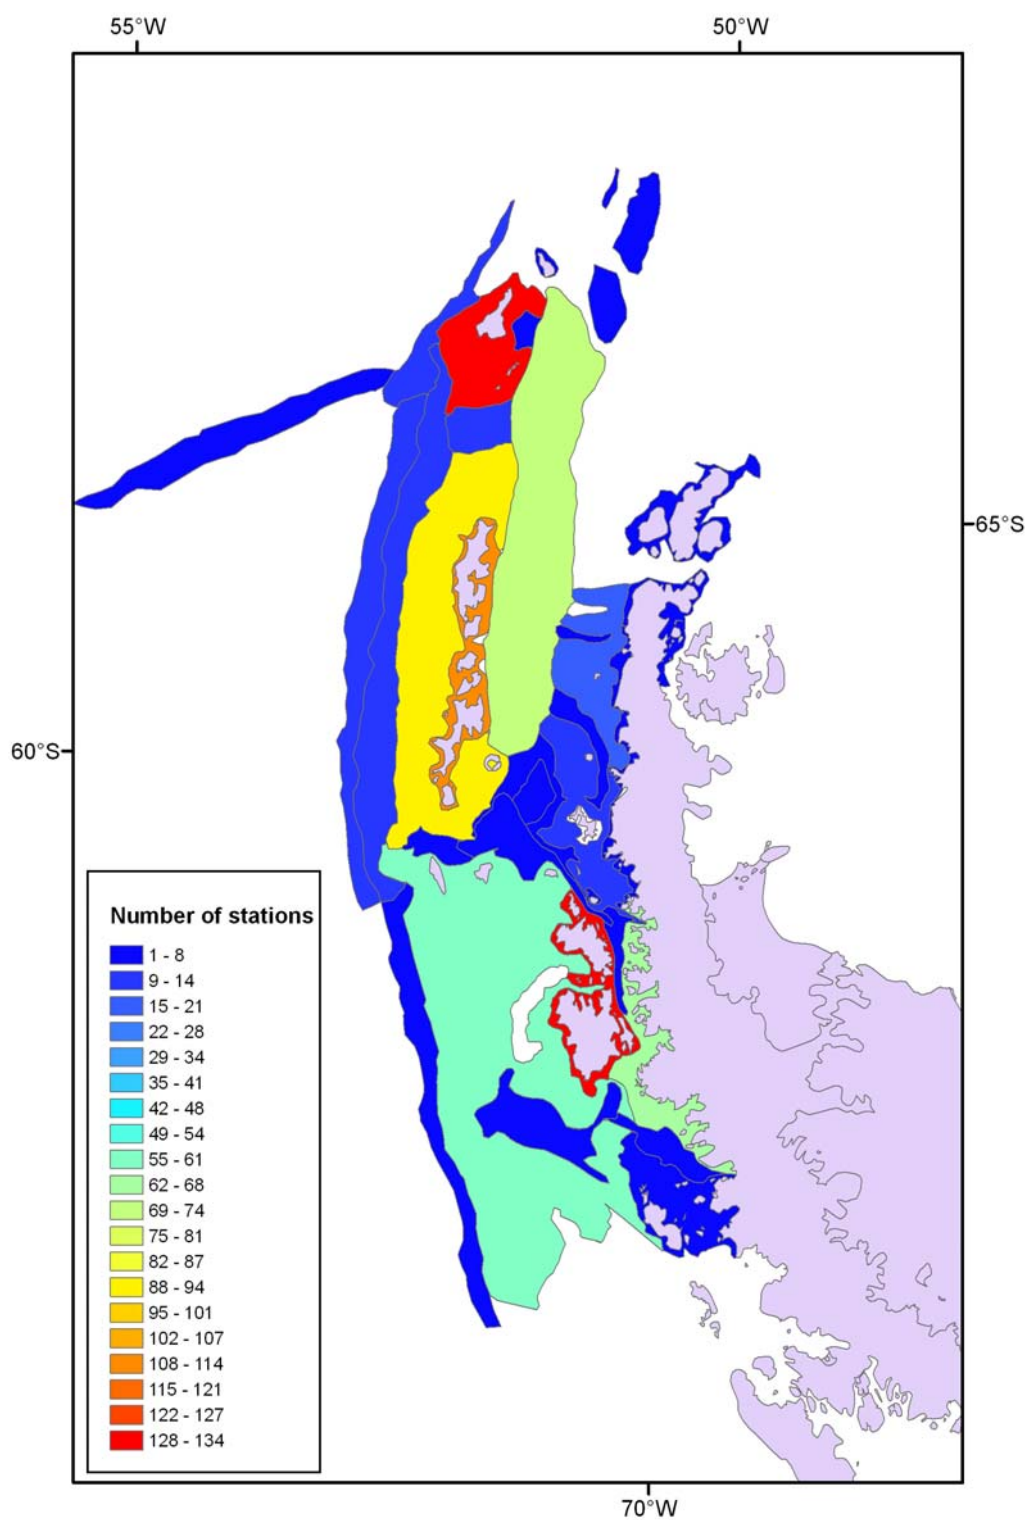 55°W
50°W
65°S
60°S
Number of stations
1 - 8
9 - 14
15 - 21
22 - 28
29 - 34
35 - 41
42 - 48
49 - 54
55 - 61
62 - 68
69 - 74
75 - 81
82 - 87
88 - 94
95 - 101
102 - 107
108 - 114
115 - 121
122 - 127
128 - 134
70°W